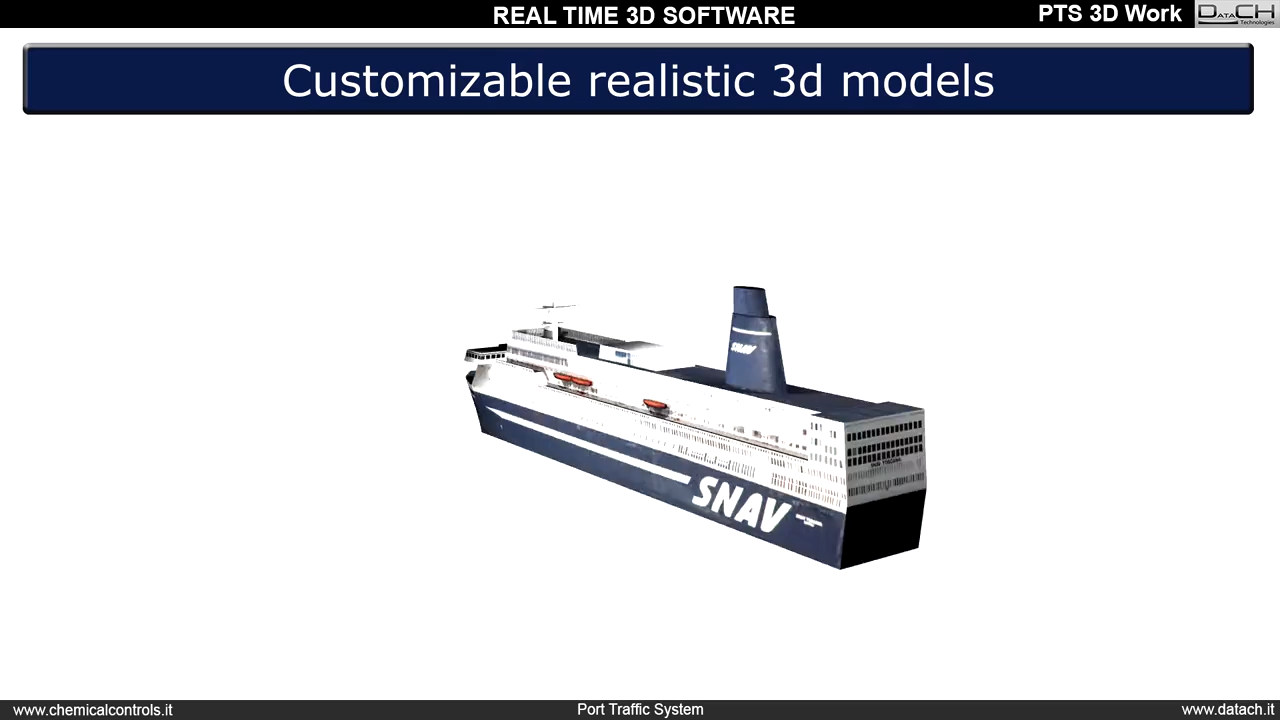 REAL TIME 3D SOFTWARE
PTS 3D Work
DATACH
Technologies
Customizable realistic 3d models
SNAV
SNAV
www.chemicalcontrols.it
Port Traffic System
www.datach.it